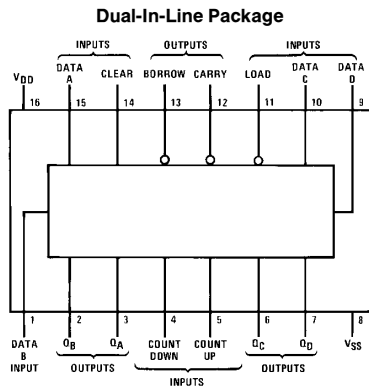 Dual-In-Line Package
INPUTS OUTPUTS INPUTS
VDD DATA A CLEAR BORROW CARRY LOAD DATA C DATA D
16 15 14 13 12 11 10 9
1 2 3 4 5 6 7 8
DATA B INPUT QB QA COUNT DOWN COUNT UP QC QD VSS
OUTPUTS INPUTS OUTPUTS